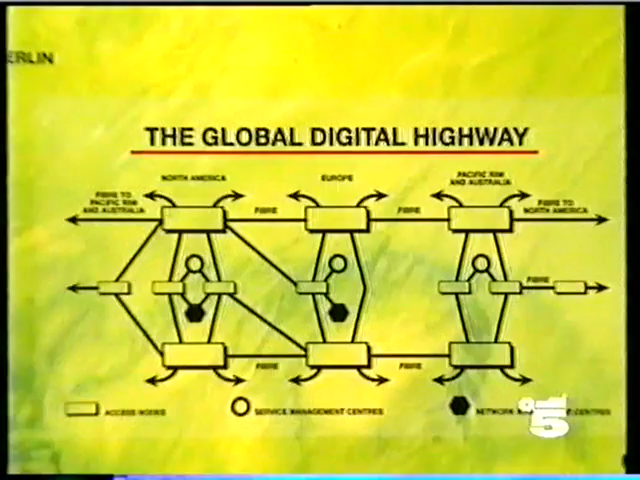 ERLIN
THE GLOBAL DIGITAL HIGHWAY
NORTH AMERICA
EUROPE
PACIFIC RIM
AND AUSTRALIA
FIBRE TO
PACIFIC RIM
AND AUSTRALIA
FIBRE
FIBRE
FIBRE TO
NORTH AMERICA
FIBRE
FIBRE
FIBRE
ACCESS NODES
SERVICE MANAGEMENT CENTRES
NETWORK CENTRES
5